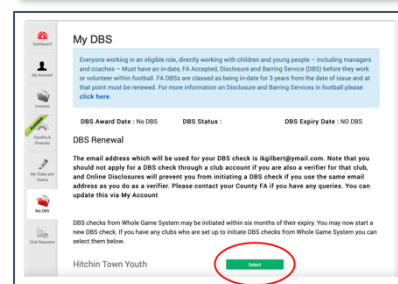 My DBS
Everyone working in an eligible role, directly working with children and young people – including managers
and coaches – Must have an in-date, FA Accepted, Disclosure and Barring Service (DBS) before they work
or volunteer within football. FA DBSs are classed as being in-date for 3 years from the date of issue and at
that point must be renewed. For more information on Disclosure and Barring Services in football please
click here.
DBS Award Date : No DBS DBS Status : DBS Expiry Date : NO DBS
DBS Renewal
The email address which will be used for your DBS check is ikgilbert@ymail.com. Note that you
should not apply for a DBS check through a club account if you are also a verifier for that club,
and Online Disclosures will prevent you from initiating a DBS check if you use the same email
address as you do as a verifier. Please contact your County FA if you have any queries. You can
update this via My Account
DBS checks from Whole Game System may be initiated within six months of their expiry. You may now start a
new DBS check. If you have any clubs who are set up to initiate DBS checks from Whole Game System you can
select them below.
Hitchin Town Youth Select
Dashboard
My Account
Invoices
Equality &
Diversity
My Clubs and
Teams
My DBS
Club Requests